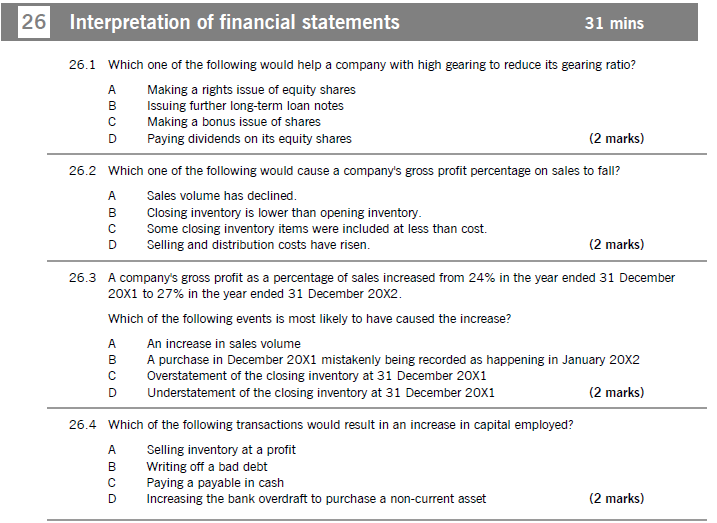 26 Interpretation of financial statements 31 mins
26.1 Which one of the following would help a company with high gearing to reduce its gearing ratio?
A Making a rights issue of equity shares
B Issuing further long-term loan notes
C Making a bonus issue of shares
D Paying dividends on its equity shares (2 marks)
26.2 Which one of the following would cause a company's gross profit percentage on sales to fall?
A Sales volume has declined.
B Closing inventory is lower than opening inventory.
C Some closing inventory items were included at less than cost.
D Selling and distribution costs have risen. (2 marks)
26.3 A company's gross profit as a percentage of sales increased from 24% in the year ended 31 December
20X1 to 27% in the year ended 31 December 20X2.
Which of the following events is most likely to have caused the increase?
A An increase in sales volume
B A purchase in December 20X1 mistakenly being recorded as happening in January 20X2
C Overstatement of the closing inventory at 31 December 20X1
D Understatement of the closing inventory at 31 December 20X1 (2 marks)
26.4 Which of the following transactions would result in an increase in capital employed?
A Selling inventory at a profit
B Writing off a bad debt
C Paying a payable in cash
D Increasing the bank overdraft to purchase a non-current asset (2 marks)